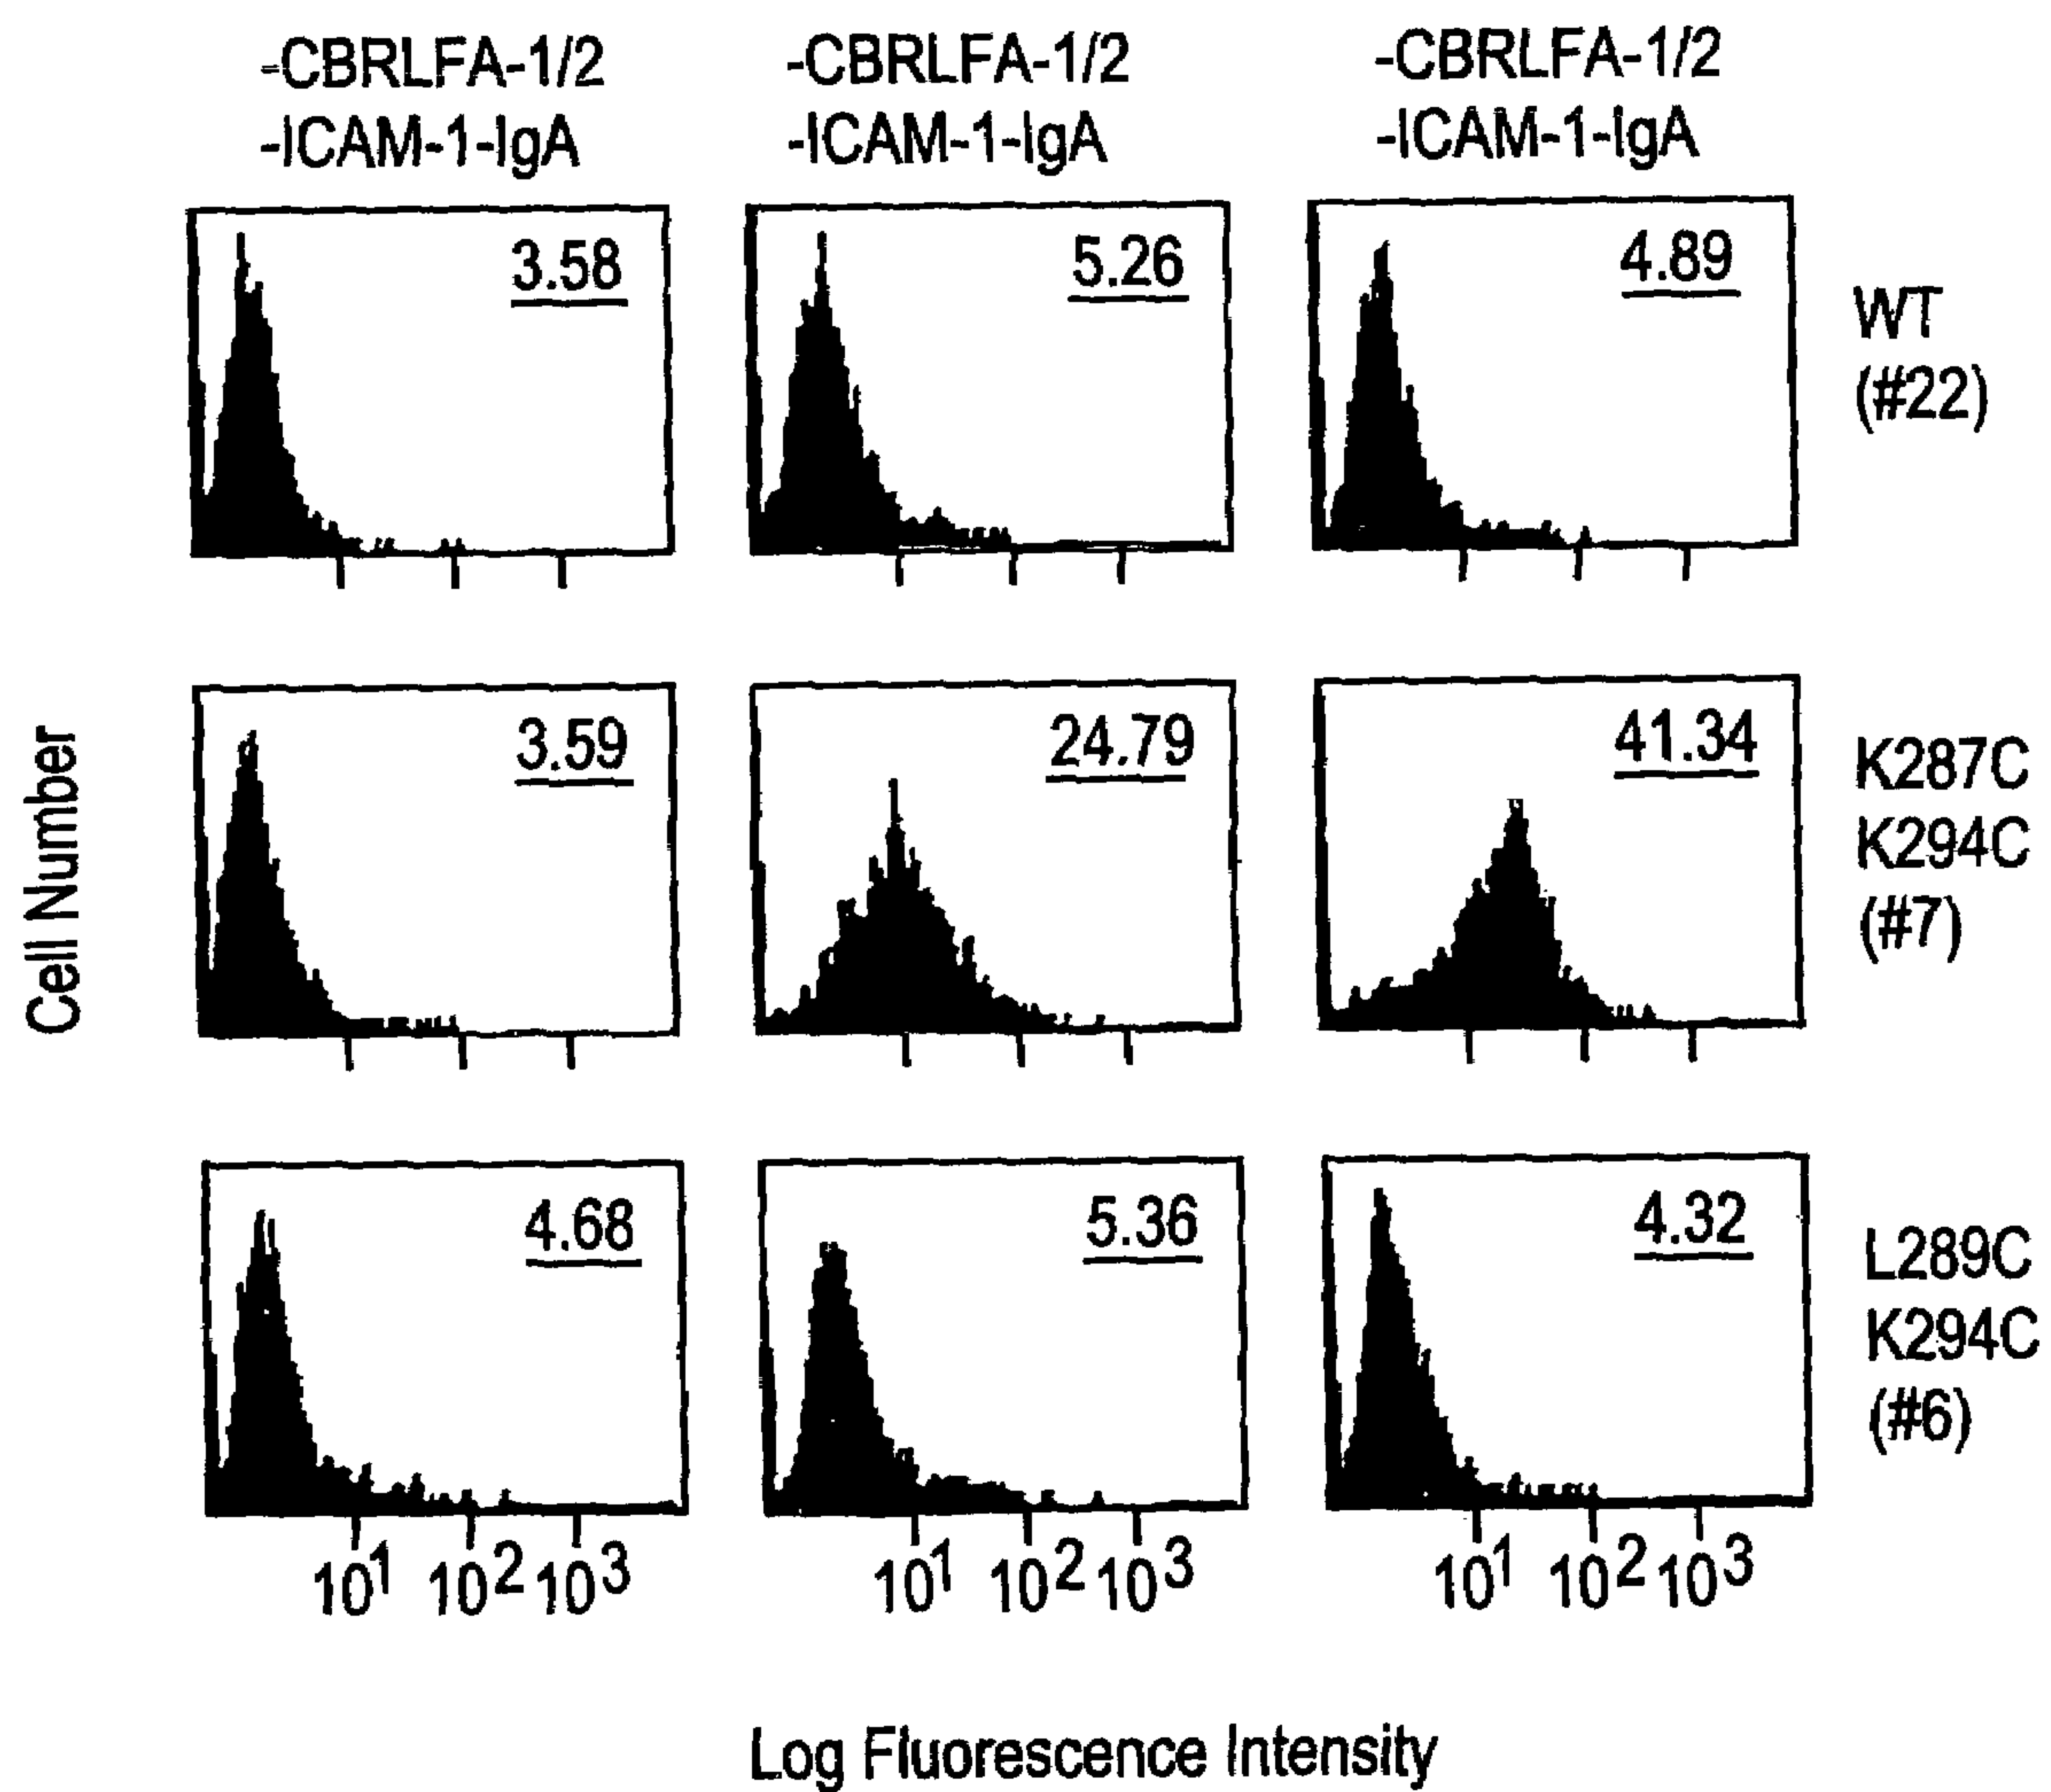 =CBRLFA-1/2 -CBRLFA-1/2 -CBRLFA-1/2
-ICAM-1-IgA -ICAM-1-IgA -ICAM-1-IgA
3.58 5.26 4.89
WT
(#22)
Cell Number
3.59 24.79 41.34
K287C
K294C
(#7)
4.68 5.36 4.32
L289C
K294C
(#6)
10¹ 10² 10³ 10¹ 10² 10³ 10¹ 10² 10³
Log Fluorescence Intensity